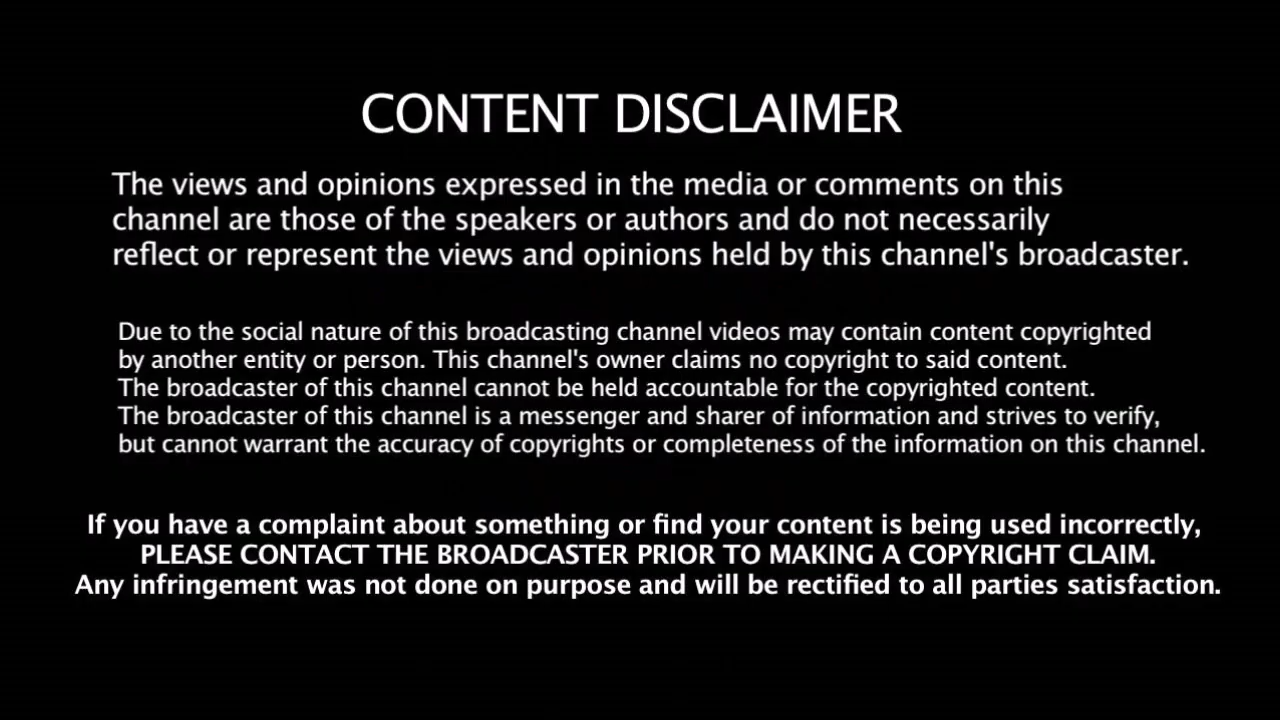 CONTENT DISCLAIMER
The views and opinions expressed in the media or comments on this
channel are those of the speakers or authors and do not necessarily
reflect or represent the views and opinions held by this channel's broadcaster.
Due to the social nature of this broadcasting channel videos may contain content copyrighted
by another entity or person. This channel's owner claims no copyright to said content.
The broadcaster of this channel cannot be held accountable for the copyrighted content.
The broadcaster of this channel is a messenger and sharer of information and strives to verify,
but cannot warrant the accuracy of copyrights or completeness of the information on this channel.
If you have a complaint about something or find your content is being used incorrectly,
PLEASE CONTACT THE BROADCASTER PRIOR TO MAKING A COPYRIGHT CLAIM.
Any infringement was not done on purpose and will be rectified to all parties satisfaction.